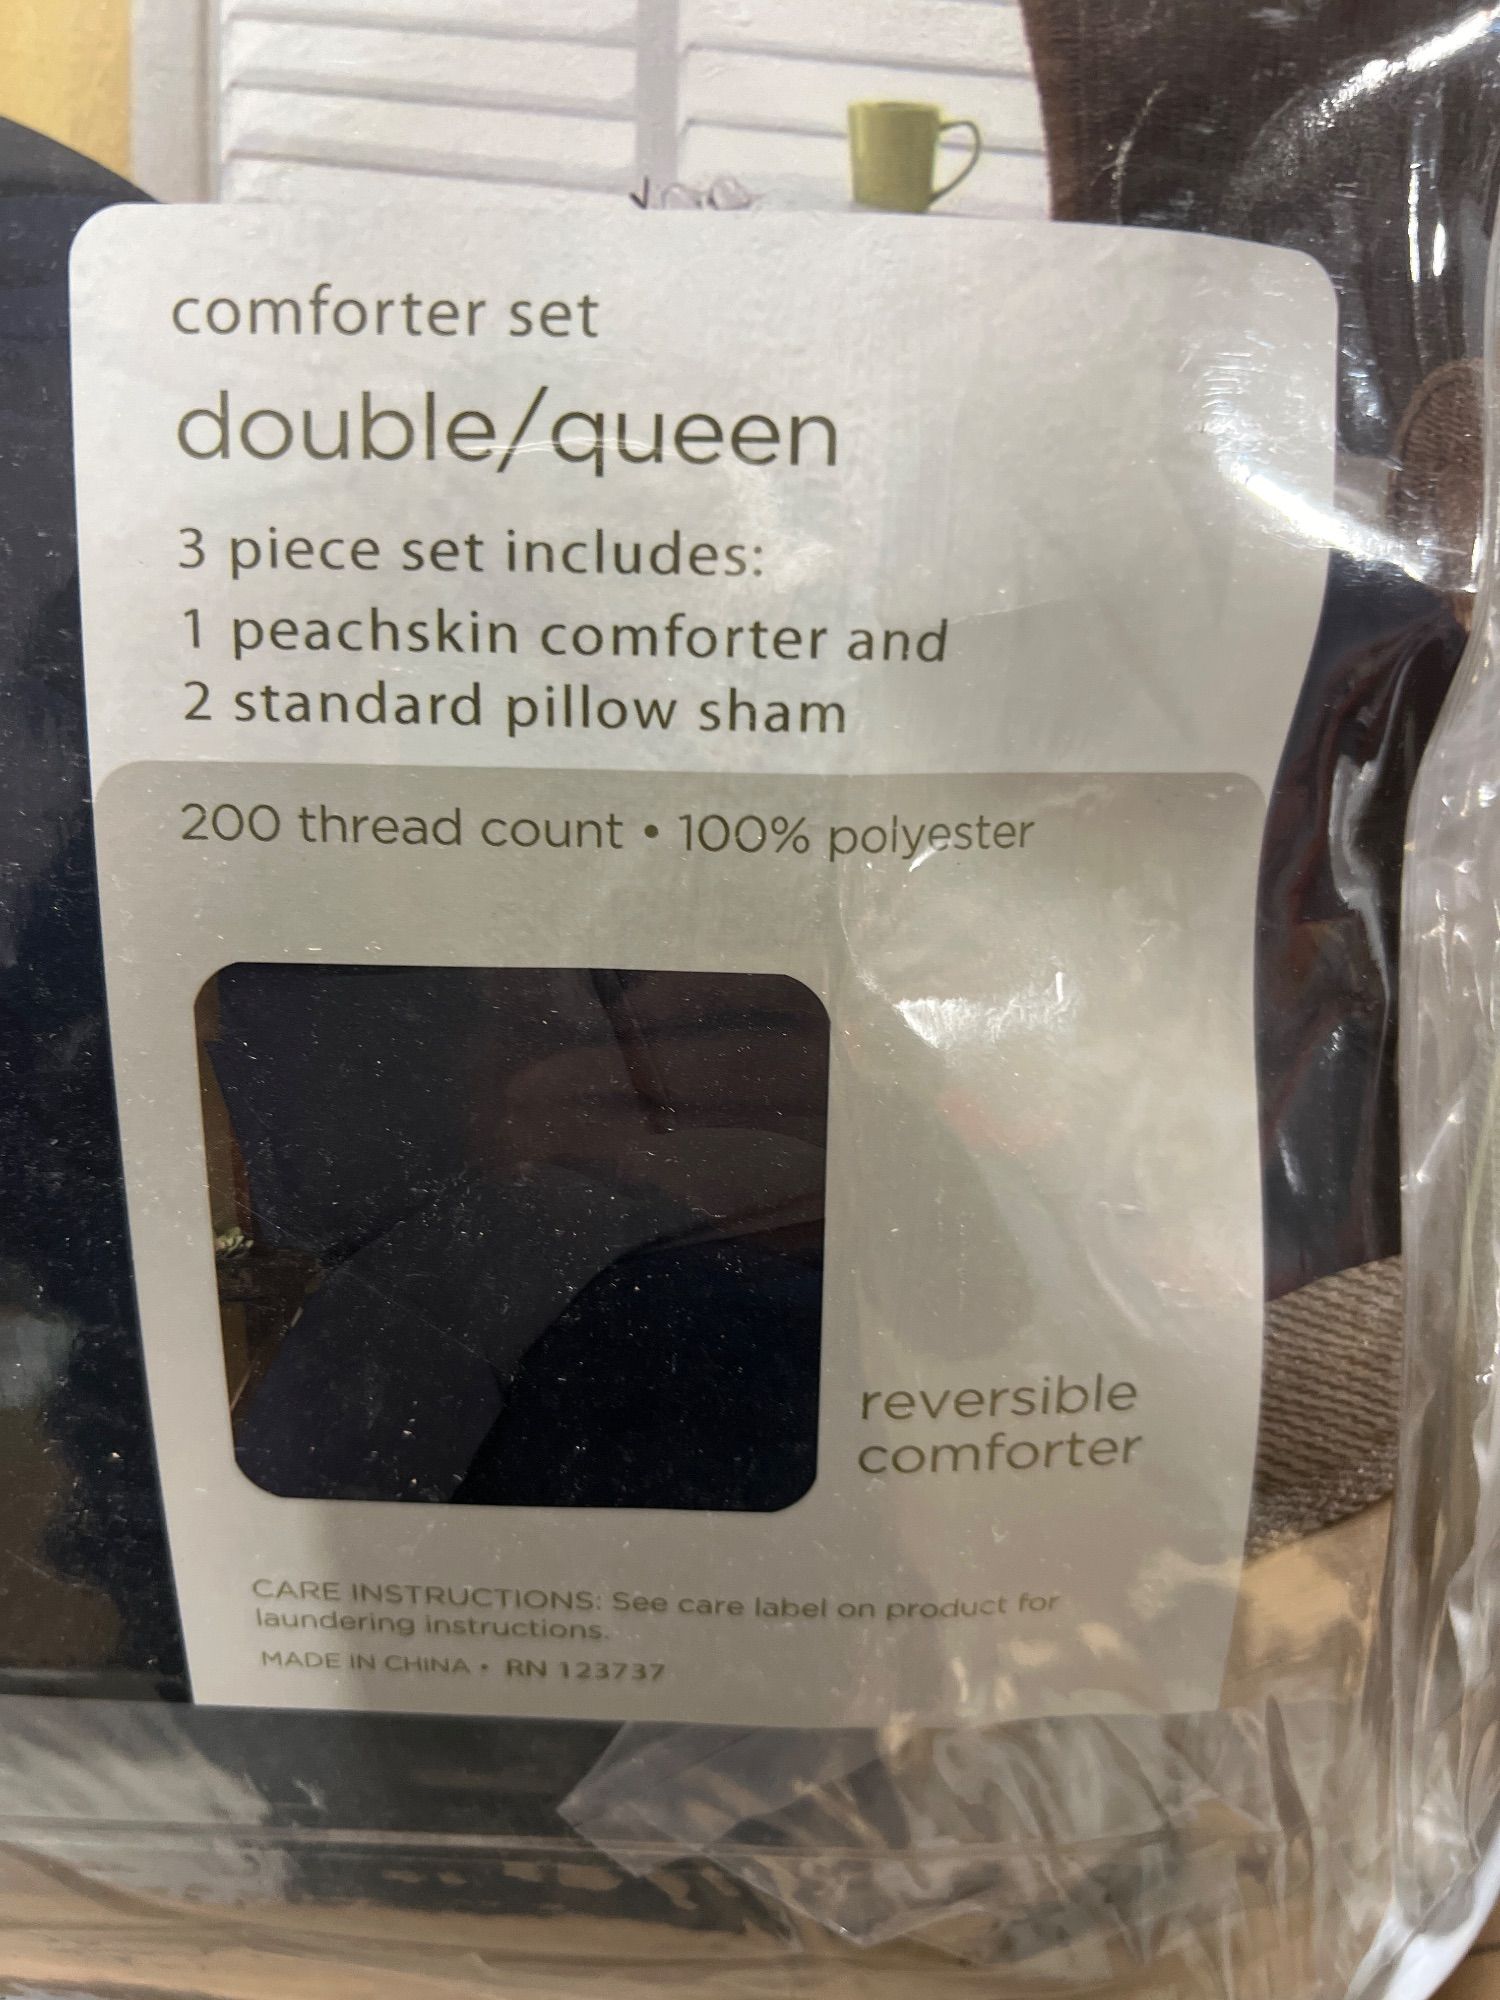 comforter set
double/queen
3 piece set includes:
1 peachskin comforter and
2 standard pillow sham
200 thread count • 100% polyester
reversible
comforter
CARE INSTRUCTIONS: See care label on product for
laundering instructions.
MADE IN CHINA • RN 123737